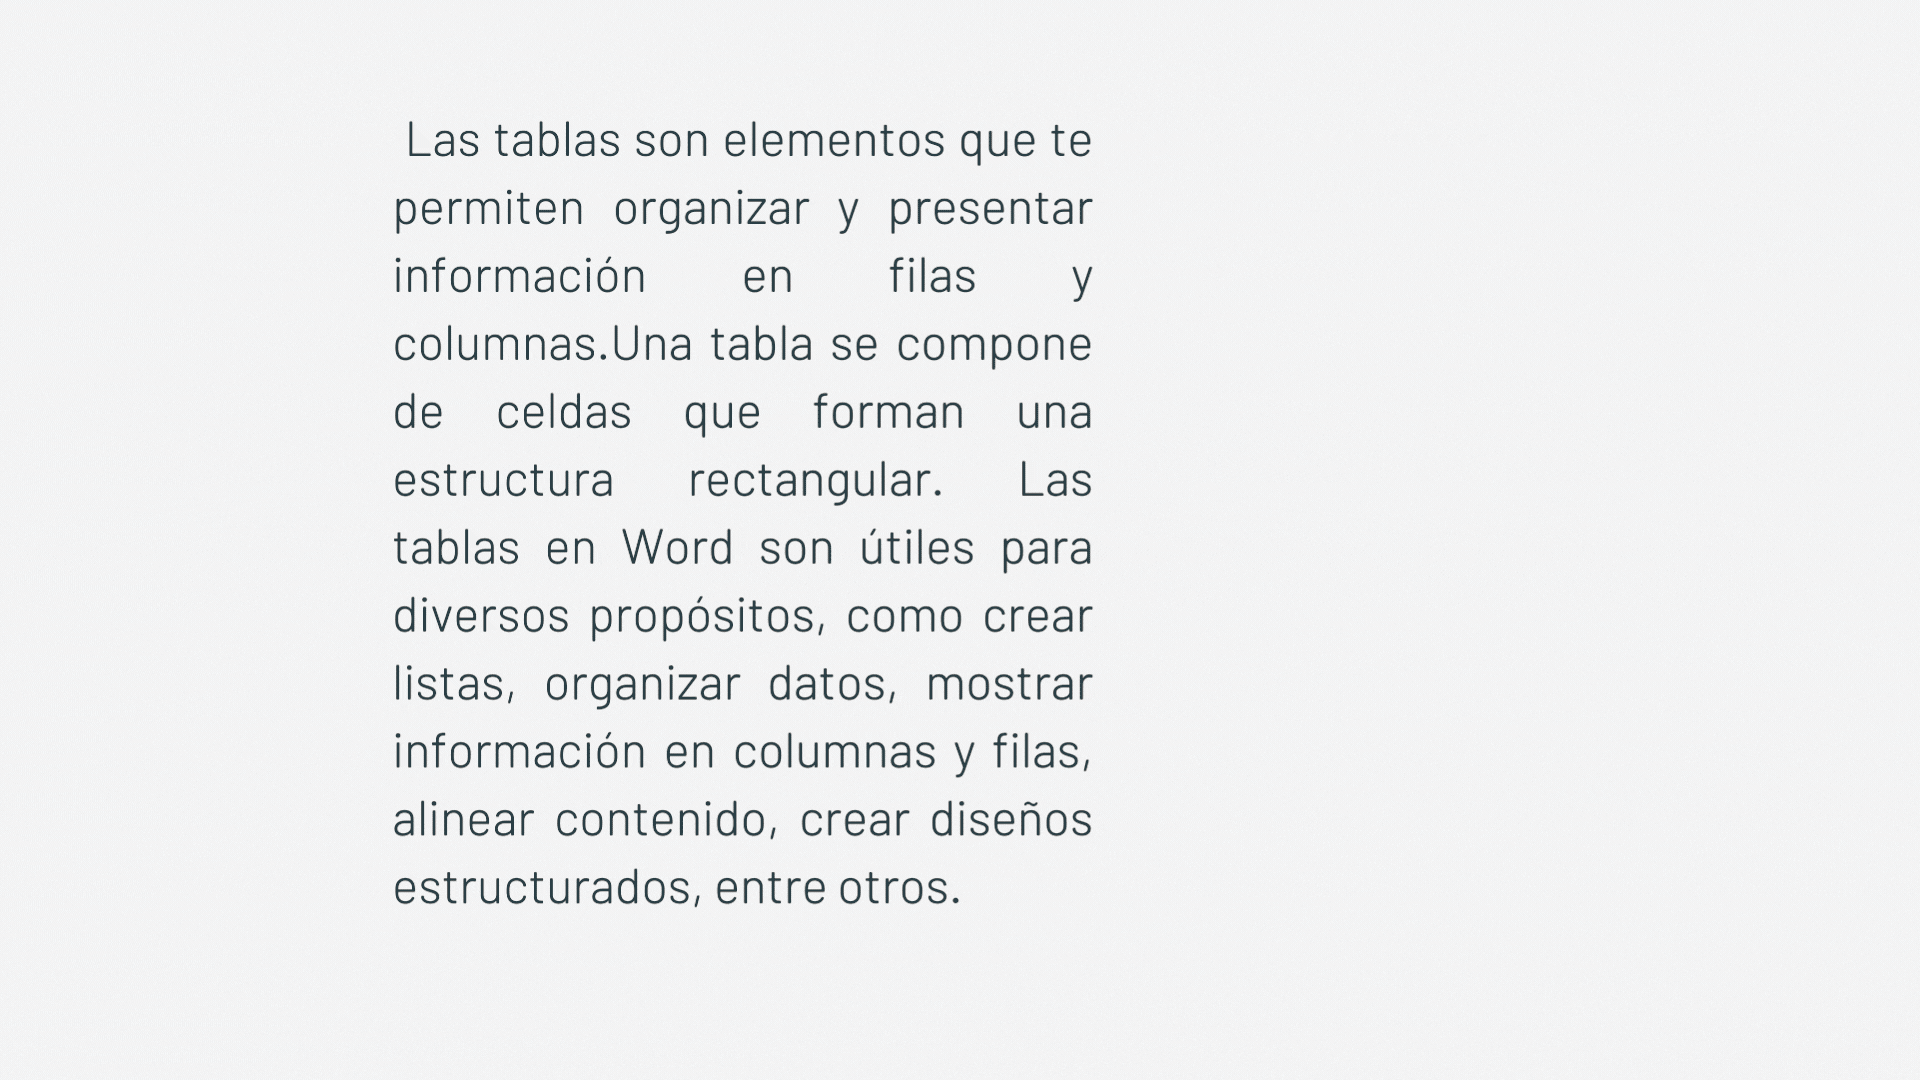 Las tablas son elementos que te
permiten organizar y presentar
información en filas y
columnas.Una tabla se compone
de celdas que forman una
estructura rectangular. Las
tablas en Word son útiles para
diversos propósitos, como crear
listas, organizar datos, mostrar
información en columnas y filas,
alinear contenido, crear diseños
estructurados, entre otros.